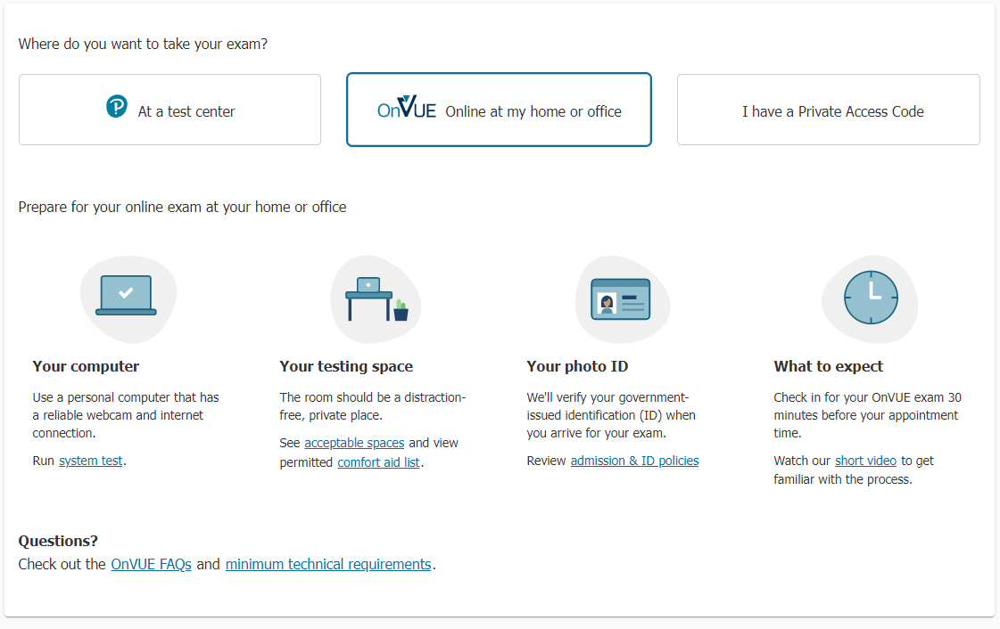 Where do you want to take your exam?
At a test center
OnVUE Online at my home or office
I have a Private Access Code
Prepare for your online exam at your home or office
Your computer
Use a personal computer that has
a reliable webcam and internet
connection.
Run system test.
Your testing space
The room should be a distraction-
free, private place.
See acceptable spaces and view
permitted comfort aid list.
Your photo ID
We'll verify your government-
issued identification (ID) when
you arrive for your exam.
Review admission & ID policies
What to expect
Check in for your OnVUE exam 30
minutes before your appointment
time.
Watch our short video to get
familiar with the process.
Questions?
Check out the OnVUE FAQs and minimum technical requirements.